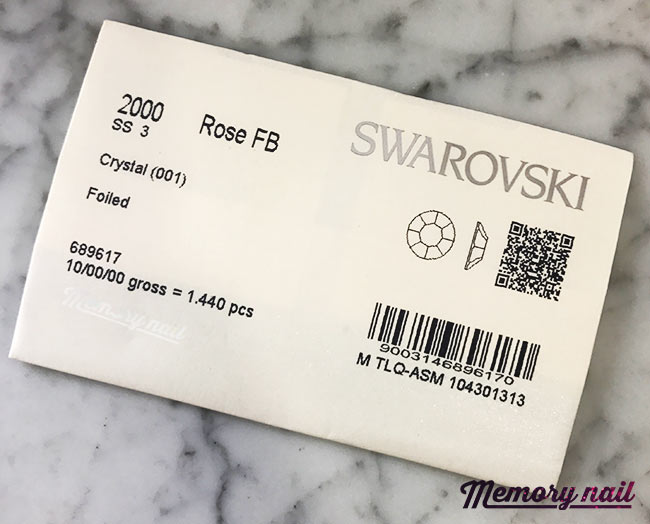 2000 Rose FB
SS 3
SWAROVSKI
Crystal (001)
Foiled
689617
10/00/00 gross = 1.440 pcs
Memory nail
9003146896170
M TLQ-ASM 104301313
Memory nail